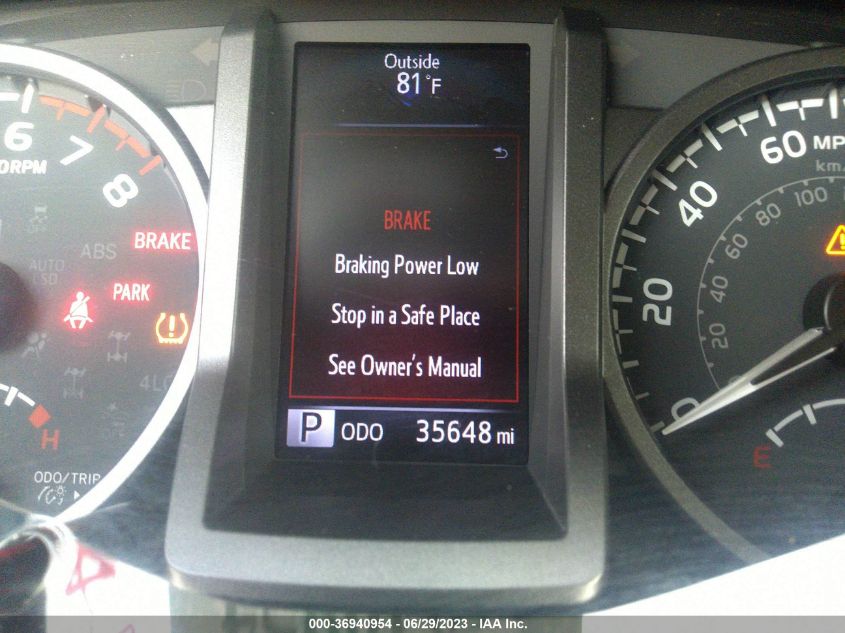 Outside
81°F
BRAKE
Braking Power Low
Stop in a Safe Place
See Owner's Manual
P ODO 35648 mi
6 7 8
0RPM
ABS
BRAKE
AUTO
LSD
PARK
4LO
H
ODO/TRIP
60 MP
km/
40
100
80
60
20
40
20
0
E
000-36940954 - 06/29/2023 - IAA Inc.